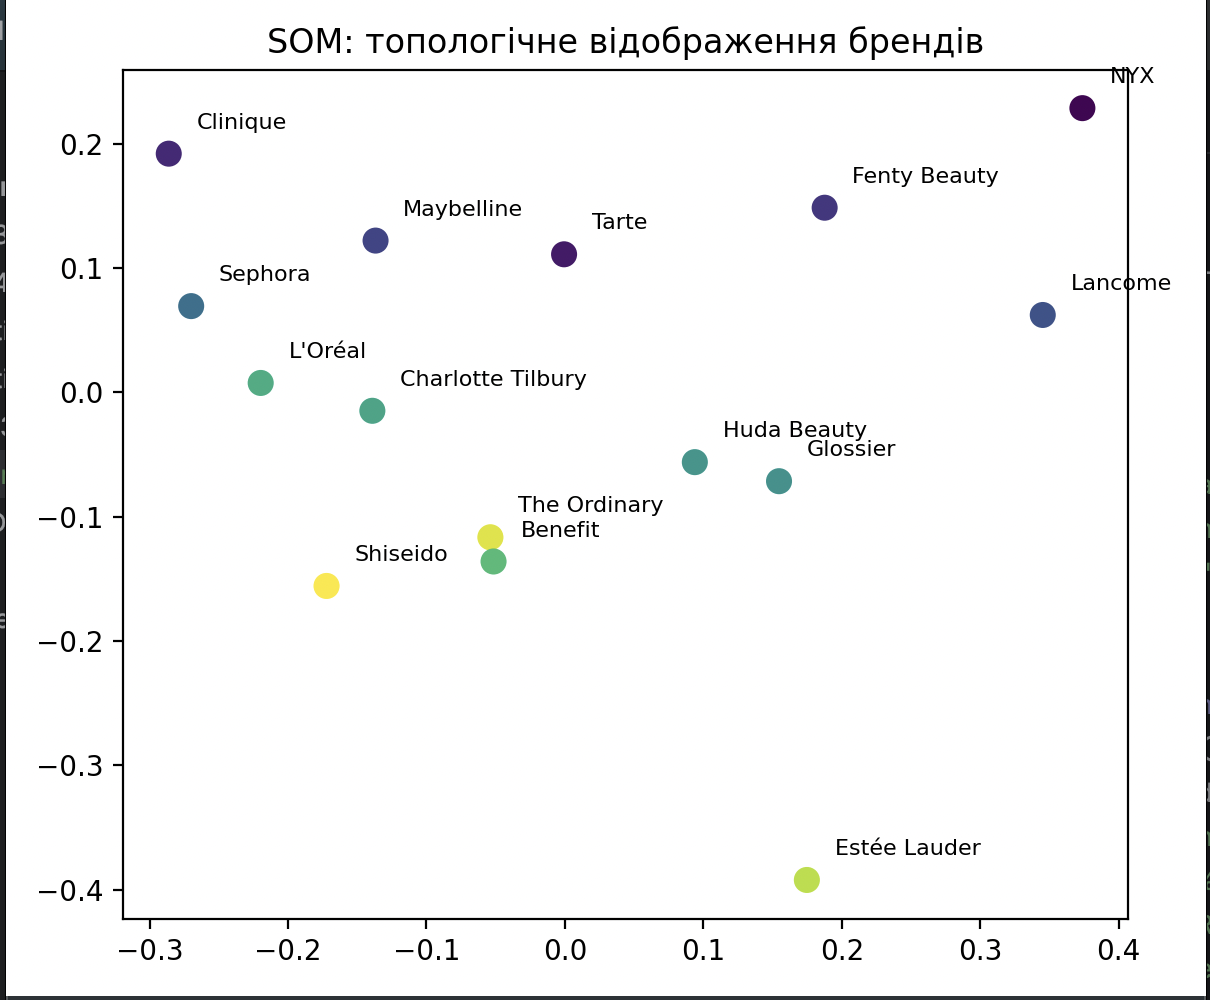 SOM: топологічне відображення брендів
NYX
Clinique
Fenty Beauty
Maybelline
Tarte
Sephora
Lancome
L'Oréal
Charlotte Tilbury
Huda Beauty
Glossier
The Ordinary
Benefit
Shiseido
Estée Lauder
0.2
0.1
0.0
−0.1
−0.2
−0.3
−0.4
−0.3 −0.2 −0.1 0.0 0.1 0.2 0.3 0.4